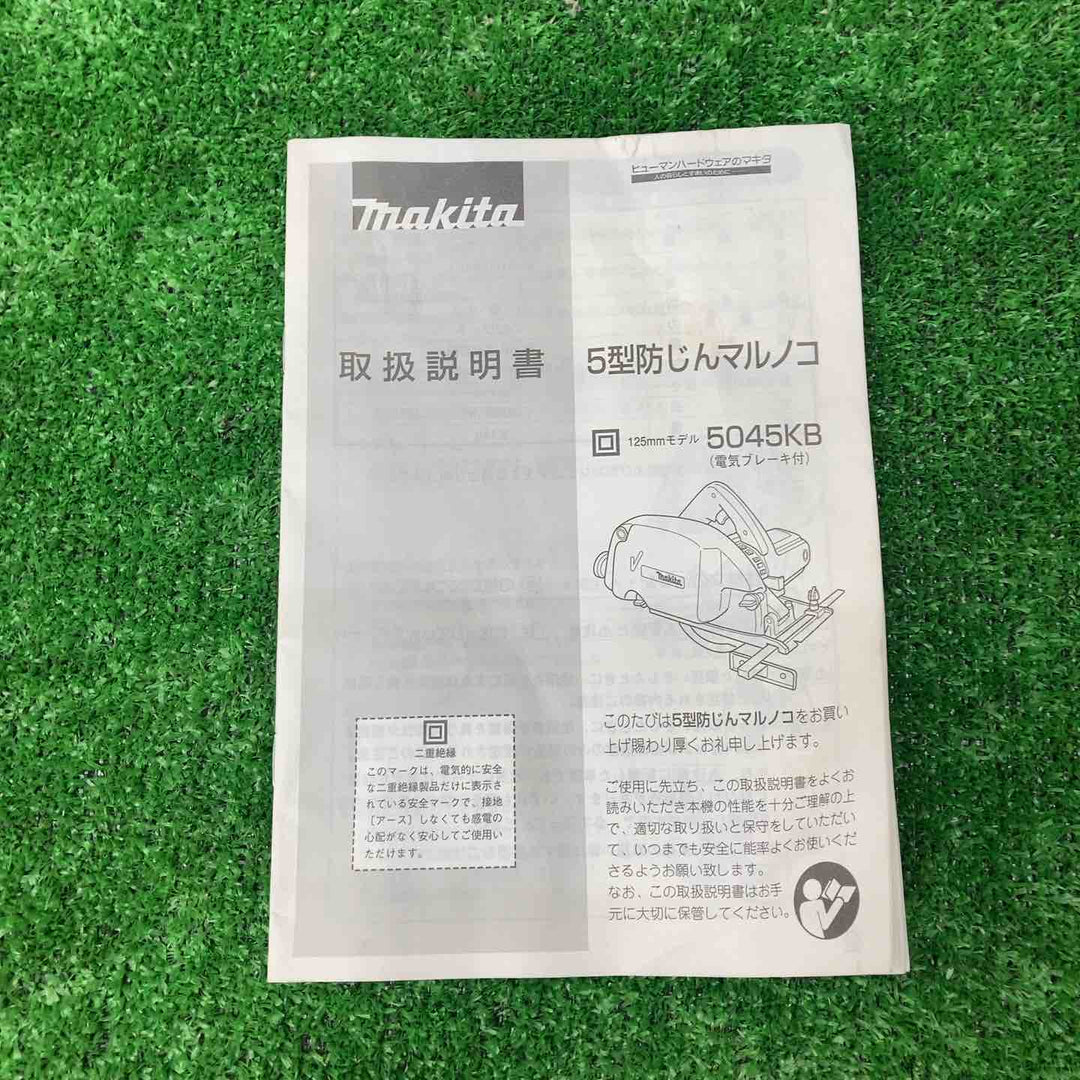 makita
ヒューマンハードウェアのマキタ
人の暮らしとすまいのために
取扱説明書
5型防じんマルノコ
125mmモデル 5045KB
(電気ブレーキ付)
makita
このたびは5型防じんマルノコをお買い
上げ賜わり厚くお礼申し上げます。
ご使用に先立ち、この取扱説明書をよくお
読みいただき本機の性能を十分ご理解の上
で、適切な取り扱いと保守をしていただい
て、いつまでも安全に能率よくお使いくだ
さるようお願い致します。
なお、この取扱説明書はお手
元に大切に保管してください。
二重絶縁
このマークは、電気的に安全
な二重絶縁製品だけに表示さ
れている安全マークで、接地
〔アース〕しなくても感電の
心配がなく安心してご使用い
ただけます。